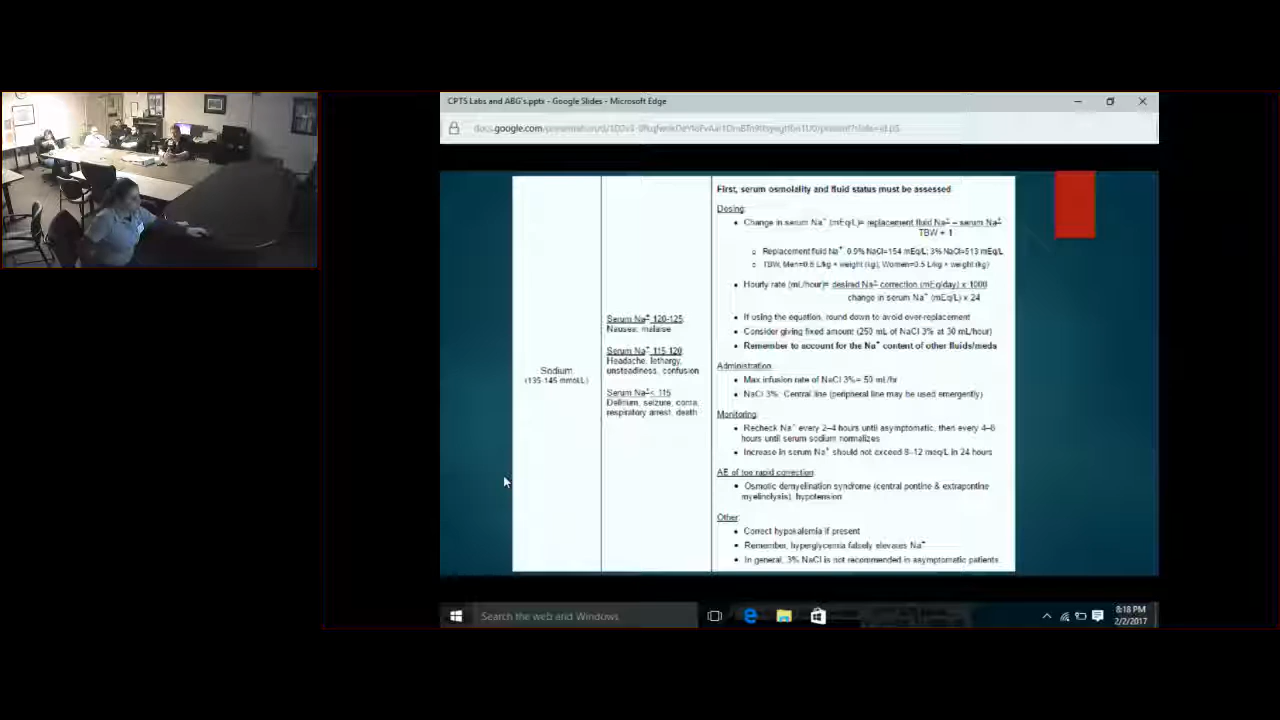 CPTS Labs and ABG's.pptx - Google Slides - Microsoft Edge
docs.google.com/presentation/d/
First, serum osmolality and fluid status must be assessed
Dosing:
• Change in serum Na⁺ (mEq/L)= replacement fluid Na⁺ – serum Na⁺
TBW + 1
o Replacement fluid Na⁺: 0.9% NaCl=154 mEq/L; 3% NaCl=513 mEq/L
o TBW, Men=0.6 L/kg × weight (kg), Women=0.5 L/kg × weight (kg)
• Hourly rate (mL/hour)= desired Na⁺ correction (mEq/day) x 1000
change in serum Na⁺ (mEq/L) x 24
• If using the equation, round down to avoid over-replacement
• Consider giving fixed amount (250 mL of NaCl 3% at 30 mL/hour)
• Remember to account for the Na⁺ content of other fluids/meds
Sodium
(135-145 mmol/L)
Serum Na⁺ 120-125:
Nausea, malaise
Serum Na⁺ 115-120:
Headache, lethargy,
unsteadiness, confusion
Serum Na⁺ < 115
Delirium, seizure, coma,
respiratory arrest, death
Administration:
• Max infusion rate of NaCl 3%= 50 mL/hr
• NaCl 3%: Central line (peripheral line may be used emergently)
Monitoring:
• Recheck Na⁺ every 2–4 hours until asymptomatic, then every 4–8
hours until serum sodium normalizes
• Increase in serum Na⁺ should not exceed 8–12 meq/L in 24 hours
AE of too rapid correction:
• Osmotic demyelination syndrome (central pontine & extrapontine
myelinolysis), hypotension
Other:
• Correct hypokalemia if present
• Remember, hyperglycemia falsely elevates Na⁺
• In general, 3% NaCl is not recommended in asymptomatic patients.
Search the web and Windows
8:18 PM
2/2/2017